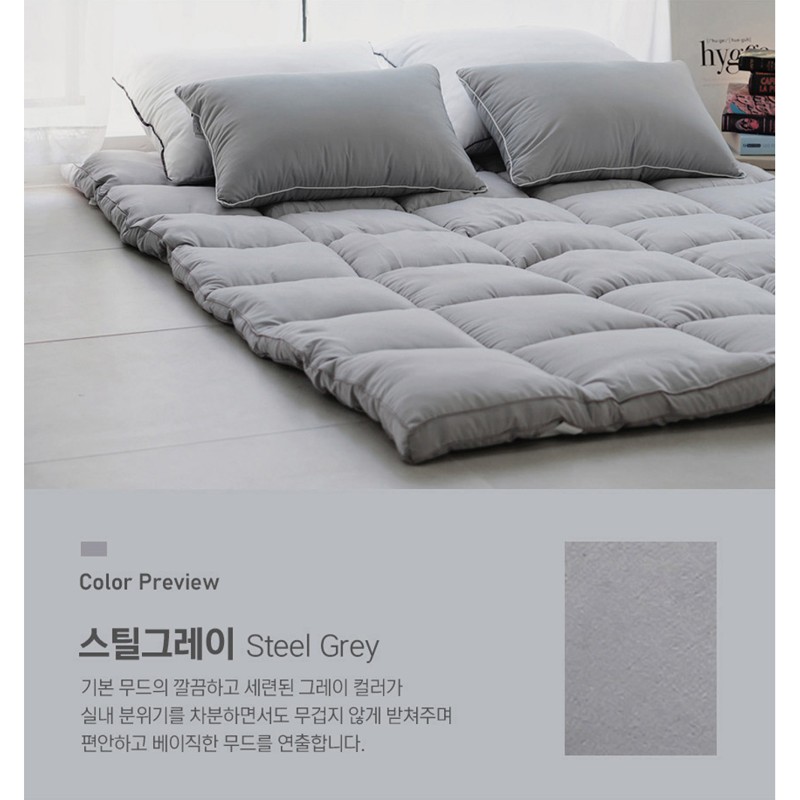 Color Preview
스틸그레이 Steel Grey
기본 무드의 깔끔하고 세련된 그레이 컬러가
실내 분위기를 차분하면서도 무겁지 않게 받쳐주며
편안하고 베이직한 무드를 연출합니다.